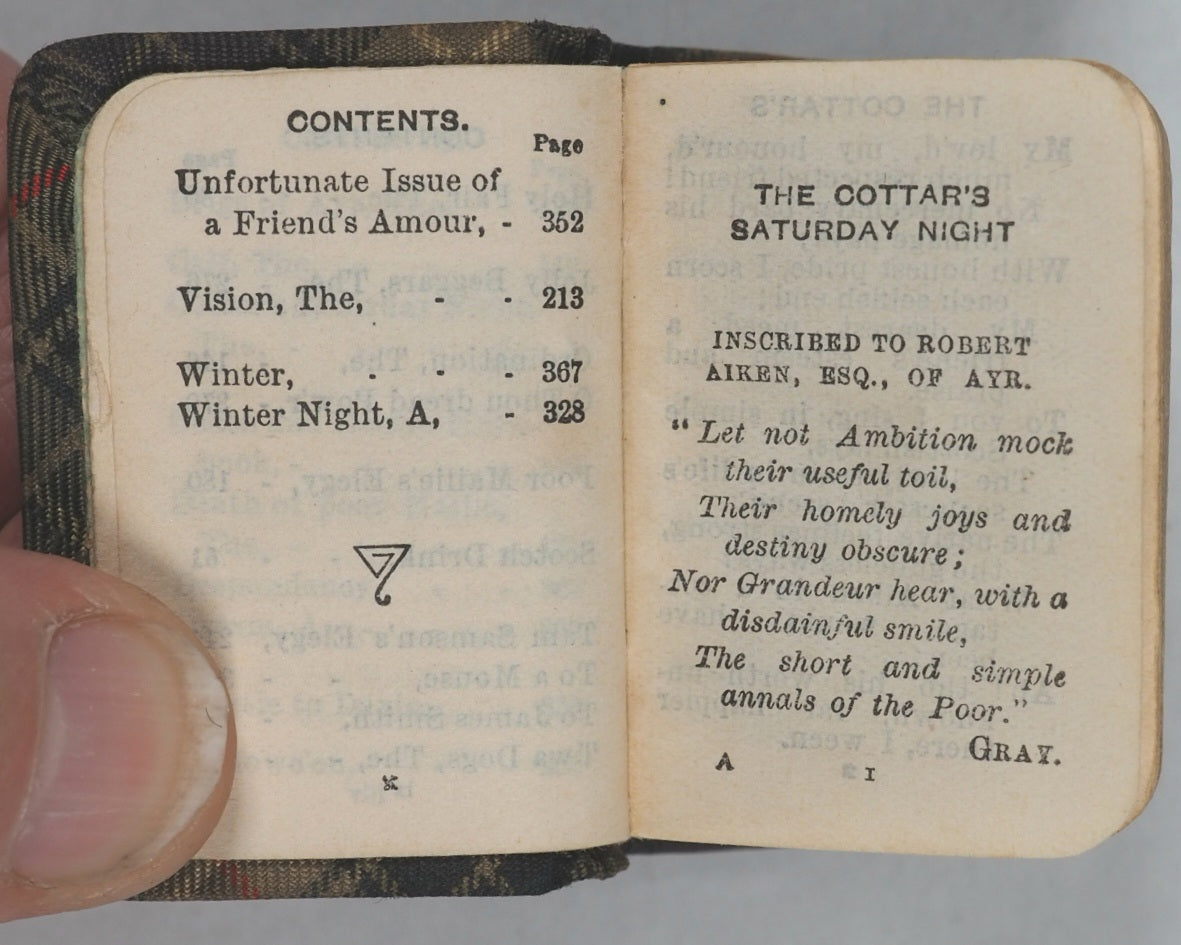 CONTENTS.
Page
Unfortunate Issue of
a Friend's Amour, - 352
Vision, The, - - 213
Winter, - - - 367
Winter Night, A, - 328
x
THE COTTAR'S
SATURDAY NIGHT
INSCRIBED TO ROBERT
AIKEN, ESQ., OF AYR.
"Let not Ambition mock
their useful toil,
Their homely joys and
destiny obscure;
Nor Grandeur hear, with a
disdainful smile,
The short and simple
annals of the Poor."
GRAY.
A I